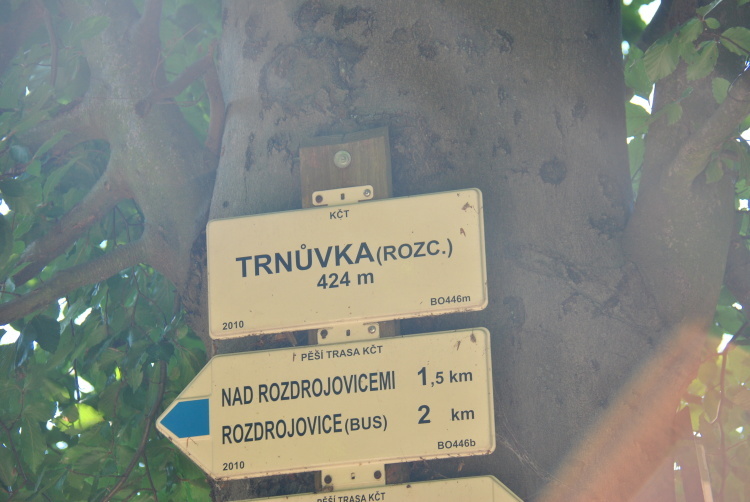 KČT
TRNŮVKA (ROZC.)
424 m
2010 BO446m
PĚŠÍ TRASA KČT
NAD ROZDROJOVICEMI 1,5 km
ROZDROJOVICE (BUS) 2 km
2010 BO446b
PĚŠÍ TRASA KČT